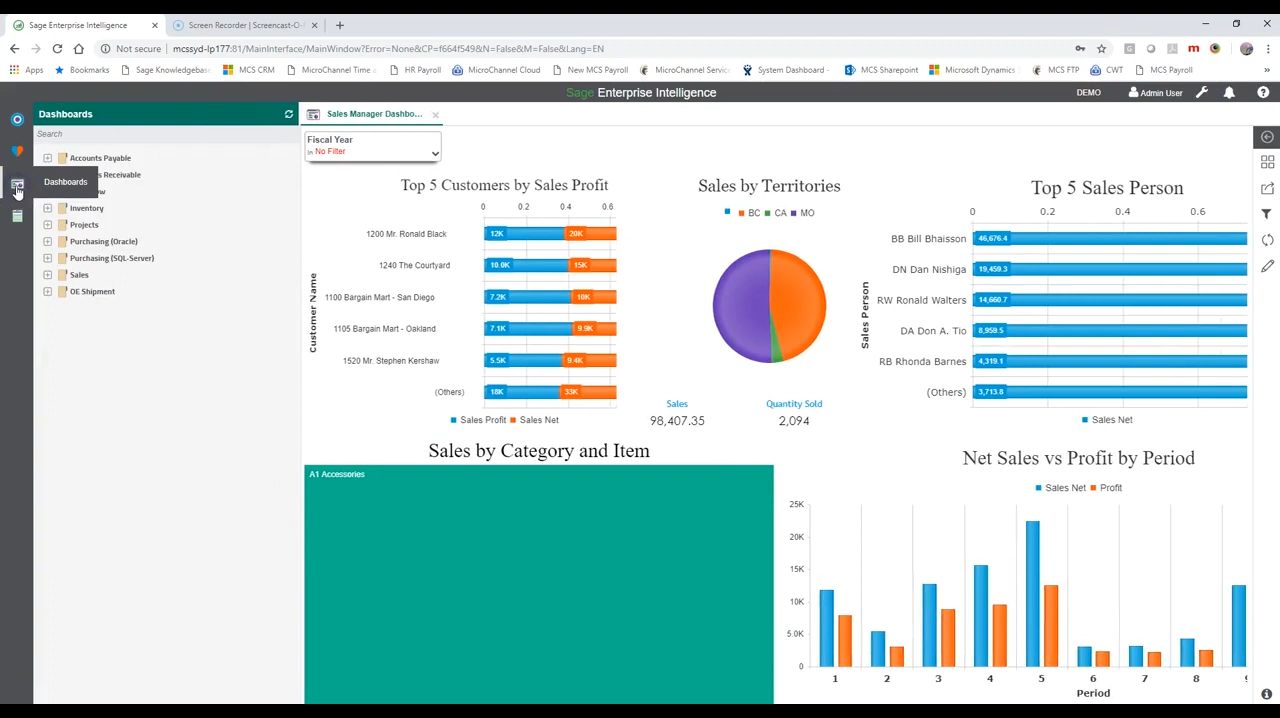 Sage Enterprise Intelligence
Screen Recorder | Screencast-O-
Not secure | mcssyd-lp177:81/MainInterface/MainWindow?Error=None&CP=f664f549&N=False&M=False&Lang=EN
Apps Bookmarks Sage Knowledgeba MCS CRM MicroChannel Time a HR Payroll MicroChannel Cloud New MCS Payroll MicroChannel Servic System Dashboard - MCS Sharepoint Microsoft Dynamics MCS FTP CWT MCS Payroll
Sage Enterprise Intelligence
DEMO Admin User
Dashboards
Search
Accounts Payable
s Receivable
Dashboards
w
Inventory
Projects
Purchasing (Oracle)
Purchasing (SQL-Server)
Sales
OE Shipment
Sales Manager Dashbo...
Fiscal Year
in No Filter
Top 5 Customers by Sales Profit
0 0.2 0.4 0.6
Customer Name
1200 Mr. Ronald Black 12K 20K
1240 The Courtyard 10.0K 15K
1100 Bargain Mart - San Diego 7.2K 10K
1105 Bargain Mart - Oakland 7.1K 9.9K
1520 Mr. Stephen Kershaw 5.5K 9.4K
(Others) 18K 33K
Sales Profit Sales Net
Sales by Territories
BC CA MO
Sales Quantity Sold
98,407.35 2,094
Top 5 Sales Person
0 0.2 0.4 0.6
Sales Person
BB Bill Bhaisson 46,676.4
DN Dan Nishiga 19,459.3
RW Ronald Walters 14,660.7
DA Don A. Tio 8,959.5
RB Rhonda Barnes 4,319.1
(Others) 3,713.8
Sales Net
Sales by Category and Item
A1 Accessories
Net Sales vs Profit by Period
Sales Net Profit
25K
20K
15K
10K
5.0K
0
1 2 3 4 5 6 7 8 9
Period